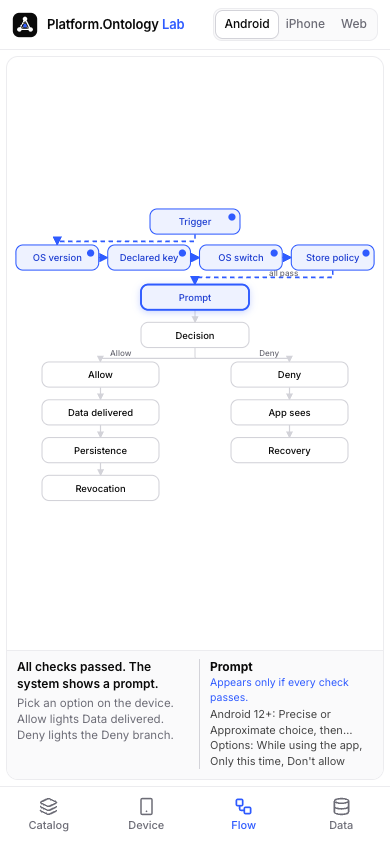 Platform.Ontology Lab
Android iPhone Web
Trigger
OS version Declared key OS switch Store policy
all pass
Prompt
Decision
Allow Deny
Allow Deny
Data delivered App sees
Persistence Recovery
Revocation
All checks passed. The
system shows a prompt.
Pick an option on the device.
Allow lights Data delivered.
Deny lights the Deny branch.
Prompt
Appears only if every check
passes.
Android 12+: Precise or
Approximate choice, then...
Options: While using the app,
Only this time, Don't allow
Catalog Device Flow Data